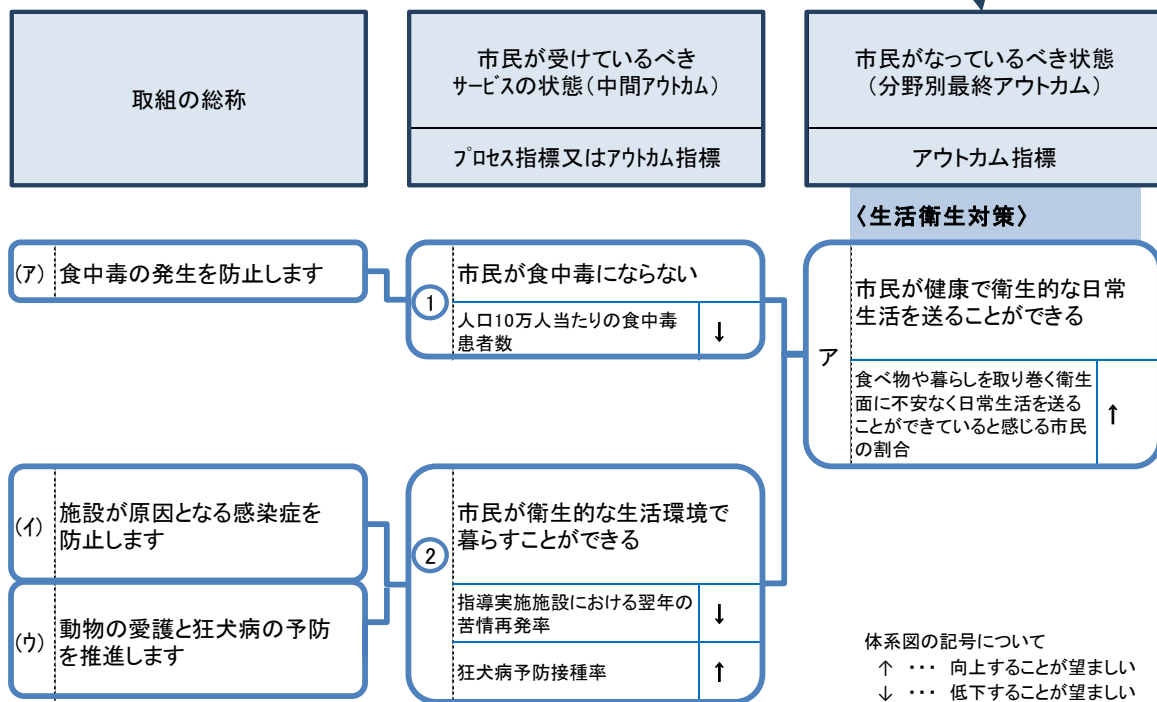 取組の総称
市民が受けているべき
サービスの状態（中間アウトカム）
プロセス指標又はアウトカム指標
市民がなっているべき状態
（分野別最終アウトカム）
アウトカム指標
〈生活衛生対策〉
(ア) 食中毒の発生を防止します
① 市民が食中毒にならない
人口10万人当たりの食中毒
患者数 ↓
ア 市民が健康で衛生的な日常
生活を送ることができる
食べ物や暮らしを取り巻く衛生
面に不安なく日常生活を送る
ことができていると感じる市民
の割合 ↑
(イ) 施設が原因となる感染症を
防止します
(ウ) 動物の愛護と狂犬病の予防
を推進します
② 市民が衛生的な生活環境で
暮らすことができる
指導実施施設における翌年の
苦情再発率 ↓
狂犬病予防接種率 ↑
体系図の記号について
↑ ･･･ 向上することが望ましい
↓ ･･･ 低下することが望ましい